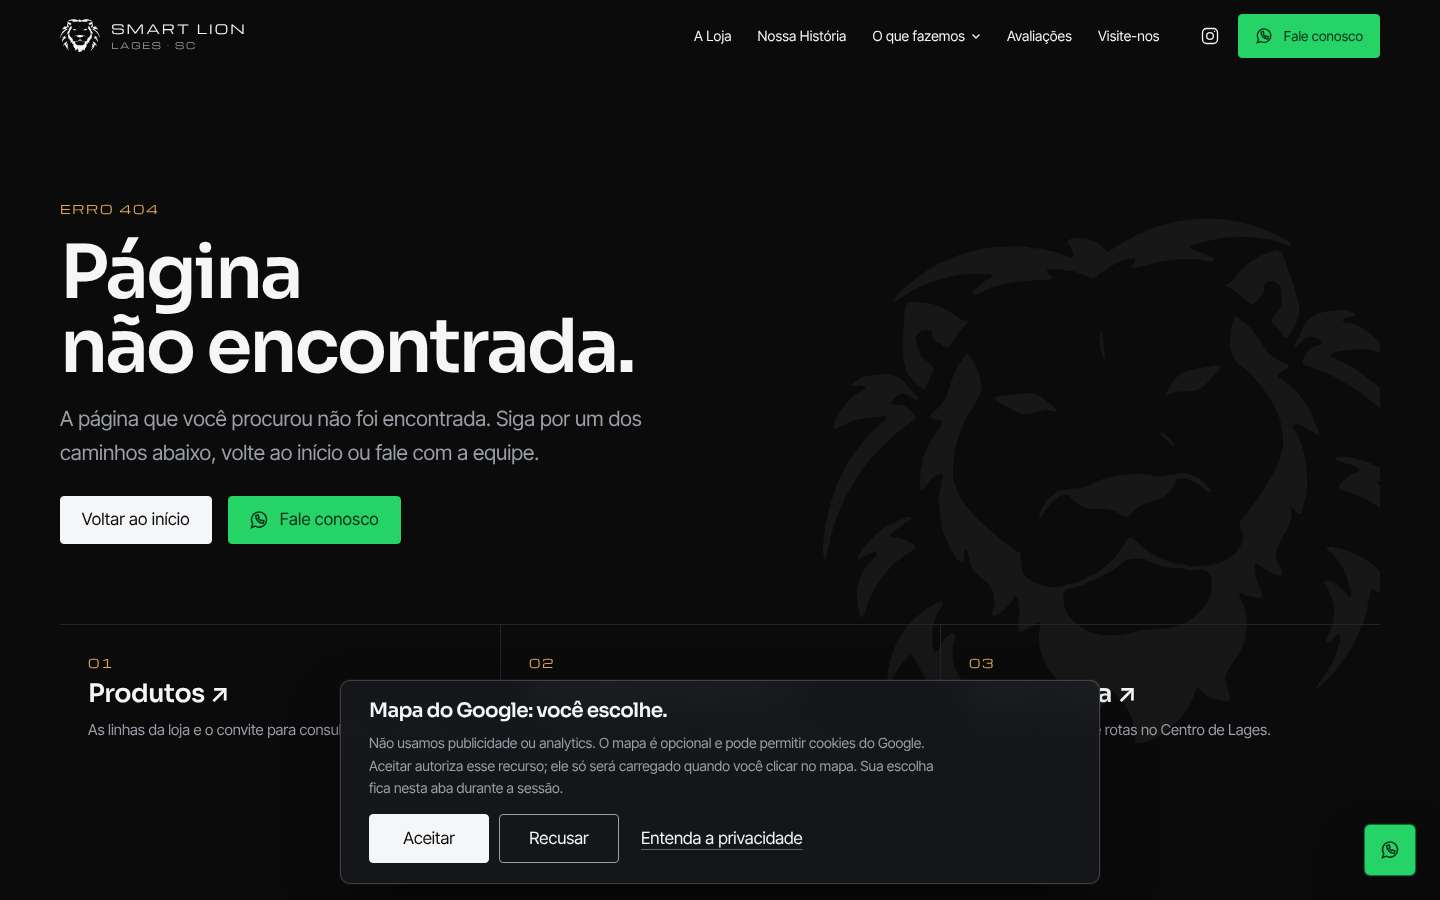 SMART LION
LAGES · SC
A Loja
Nossa História
O que fazemos
Avaliações
Visite-nos
Fale conosco
ERRO 404
Página
não encontrada.
A página que você procurou não foi encontrada. Siga por um dos
caminhos abaixo, volte ao início ou fale com a equipe.
Voltar ao início
Fale conosco
01
Produtos
As linhas da loja e o convite para
02
03
rotas no Centro de Lages.
Mapa do Google: você escolhe.
Não usamos publicidade ou analytics. O mapa é opcional e pode permitir cookies do Google.
Aceitar autoriza esse recurso; ele só será carregado quando você clicar no mapa. Sua escolha
fica nesta aba durante a sessão.
Aceitar
Recusar
Entenda a privacidade